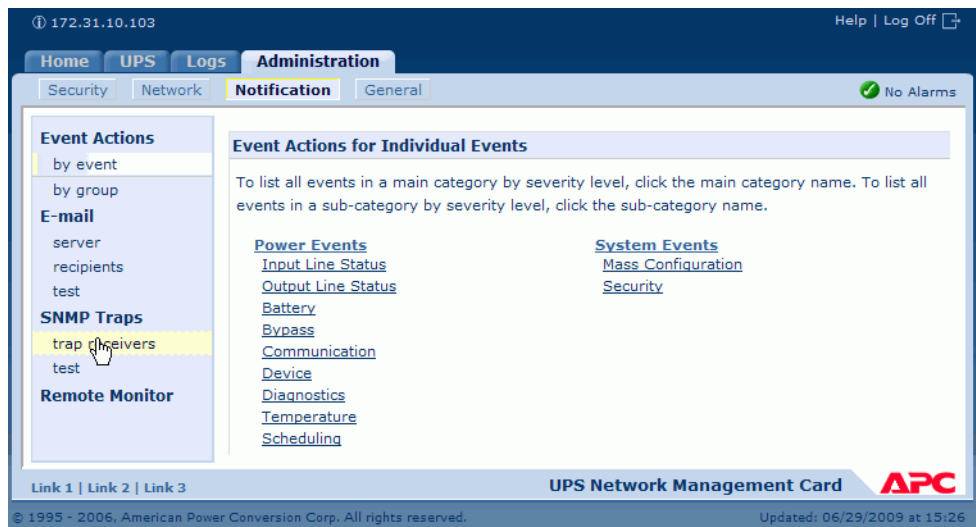 172.31.10.103
Help | Log Off
Home UPS Logs Administration
Security Network Notification General
No Alarms
Event Actions
by event
by group
E-mail
server
recipients
test
SNMP Traps
trap receivers
test
Remote Monitor
Event Actions for Individual Events
To list all events in a main category by severity level, click the main category name. To list all
events in a sub-category by severity level, click the sub-category name.
Power Events
Input Line Status
Output Line Status
Battery
Bypass
Communication
Device
Diagnostics
Temperature
Scheduling
System Events
Mass Configuration
Security
Link 1 | Link 2 | Link 3
UPS Network Management Card
APC
© 1995 - 2006, American Power Conversion Corp. All rights reserved.
Updated: 06/29/2009 at 15:26